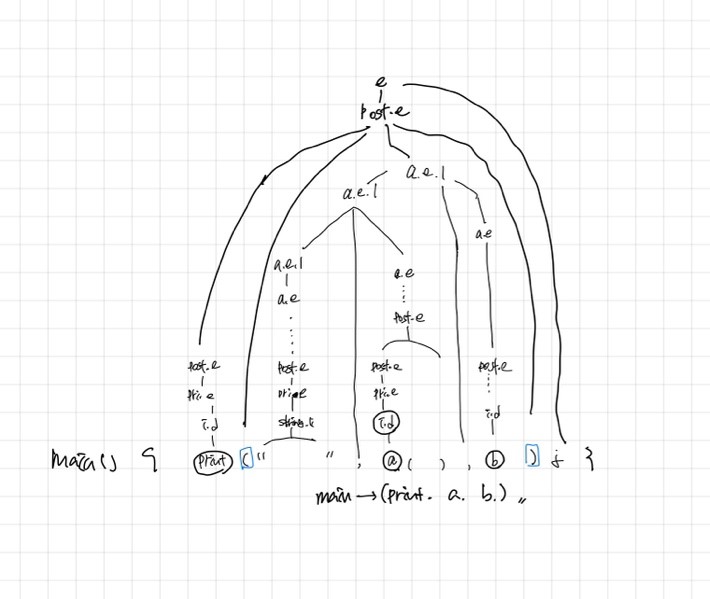 e
post-e
a.e.l
a.e.l
a.e
a.e.l
a.e
a.e
post-e
post-e post-e post-e post-e
pri.e pri.e pri.e
i.d string.l i.d i.d
main() { print ( " " , a ( ) , b ) ; }
main → (print. a. b.) "